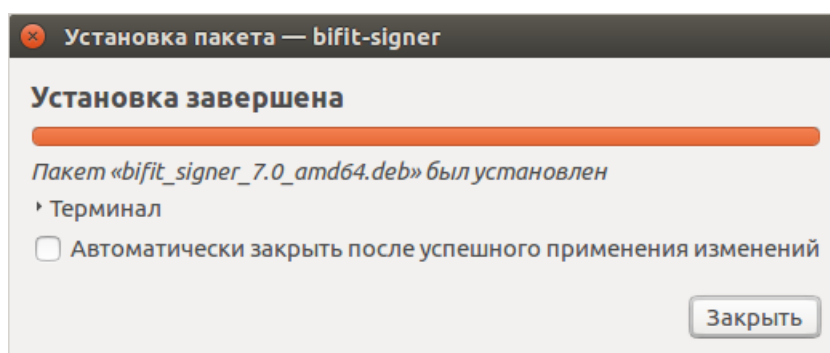 Установка пакета — bifit-signer
Установка завершена
Пакет «bifit_signer_7.0_amd64.deb» был установлен
Терминал
Автоматически закрыть после успешного применения изменений
Закрыть